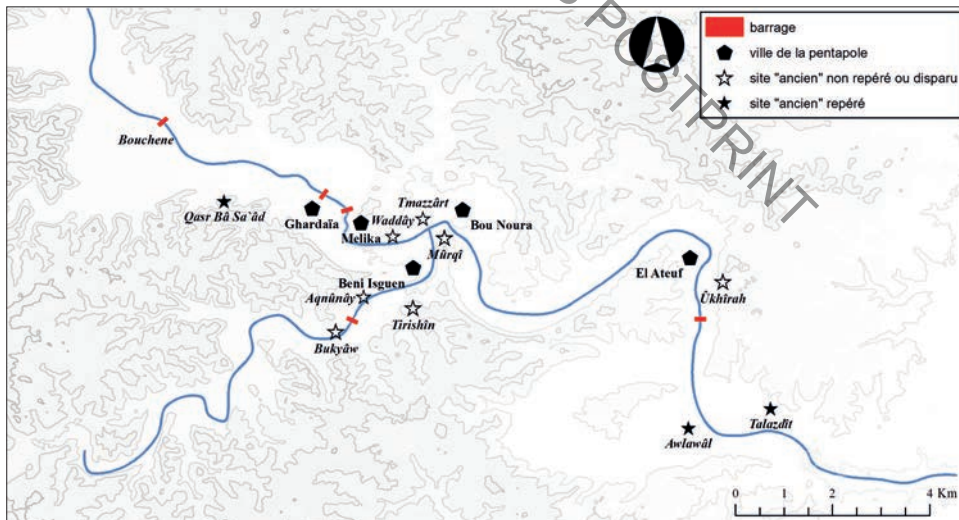 POSTPRINT
barrage
ville de la pentapole
site "ancien" non repéré ou disparu
site "ancien" repéré
Bouchene
Qasr Bâ Sa`âd
Ghardaïa
Melika
Waddây
Tmazzârt
Bou Noura
Mûrqî
Beni Isguen
Aqnûnây
Tirishîn
Bukyâw
El Ateuf
Ûkhîrah
Talazdît
Awlawâl
0 1 2 4 Km